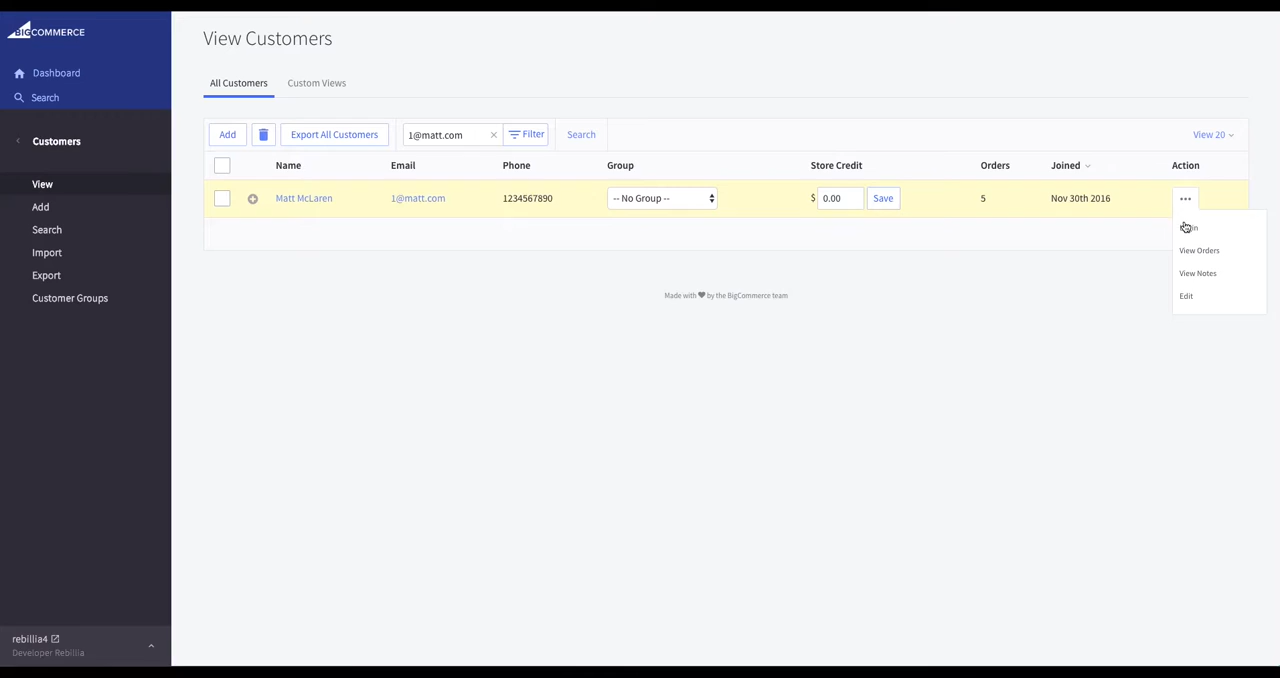 BIGCOMMERCE
Dashboard
Search
Customers
View
Add
Search
Import
Export
Customer Groups
rebillia4
Developer Rebillia
View Customers
All Customers
Custom Views
Add
Export All Customers
1@matt.com
Filter
Search
View 20
Name Email Phone Group Store Credit Orders Joined Action
Matt McLaren 1@matt.com 1234567890 -- No Group -- $ 0.00 Save 5 Nov 30th 2016
View Orders
View Notes
Edit
Made with ❤ by the BigCommerce team